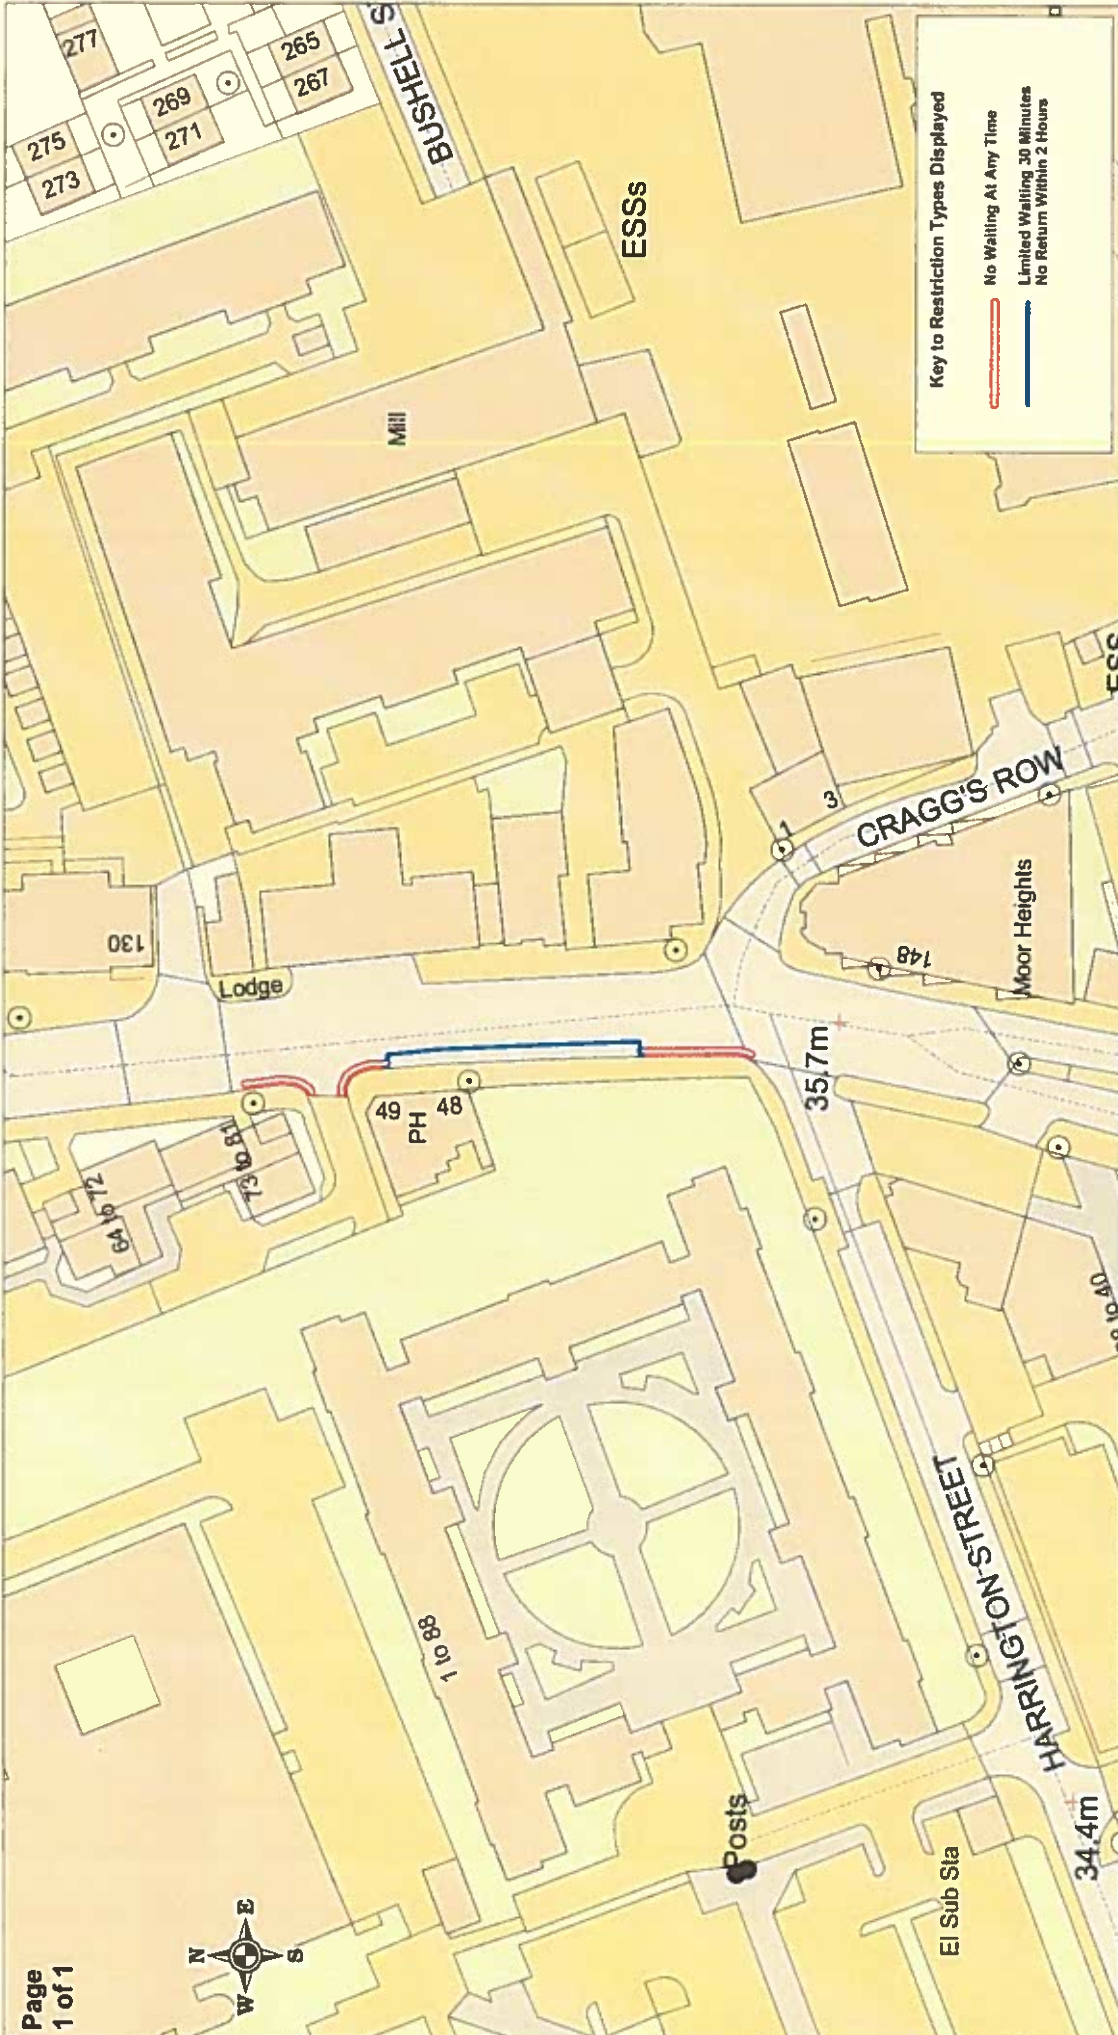 Page
1 of 1
N
W
E
S
277
275
273
269
271
265
267
BUSHELL S
ESSs
Mill
130
Lodge
64 to 72
73 to 81
49
48
PH
1 to 88
3
1
CRAGG'S ROW
148
Moor Heights
35.7m
HARRINGTON STREET
34.4m
Posts
El Sub Sta
Key to Restriction Types Displayed
No Waiting At Any Time
Limited Waiting 30 Minutes
No Return Within 2 Hours